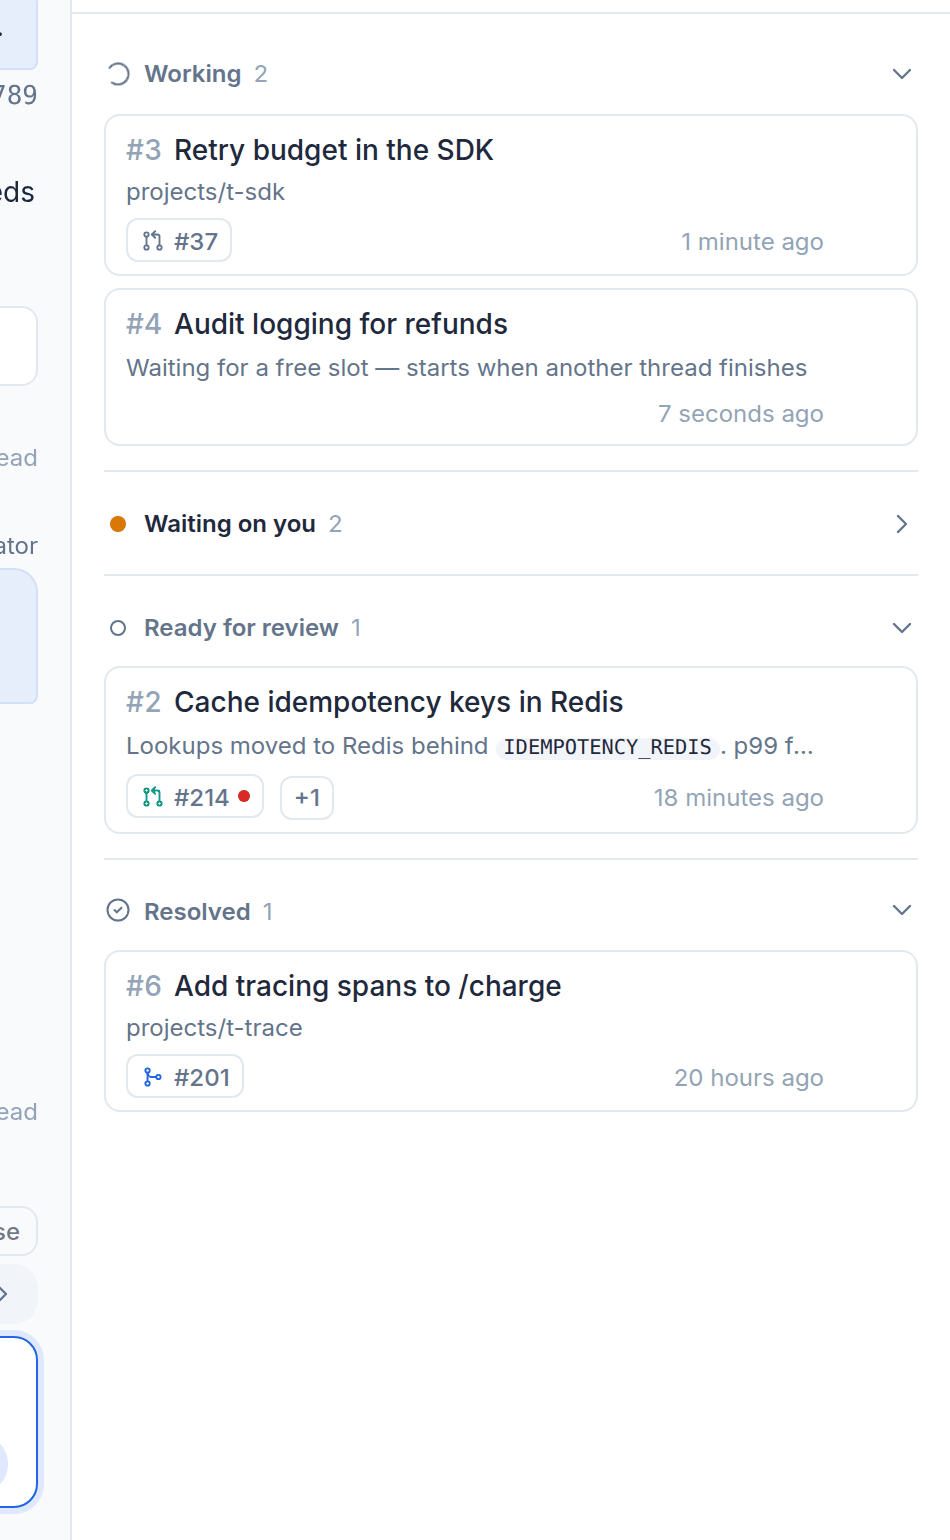 789
eds
ead
ator
ead
se
Working 2
#3 Retry budget in the SDK
projects/t-sdk
#37 1 minute ago
#4 Audit logging for refunds
Waiting for a free slot — starts when another thread finishes
7 seconds ago
Waiting on you 2
Ready for review 1
#2 Cache idempotency keys in Redis
Lookups moved to Redis behind IDEMPOTENCY_REDIS. p99 f...
#214 +1 18 minutes ago
Resolved 1
#6 Add tracing spans to /charge
projects/t-trace
#201 20 hours ago